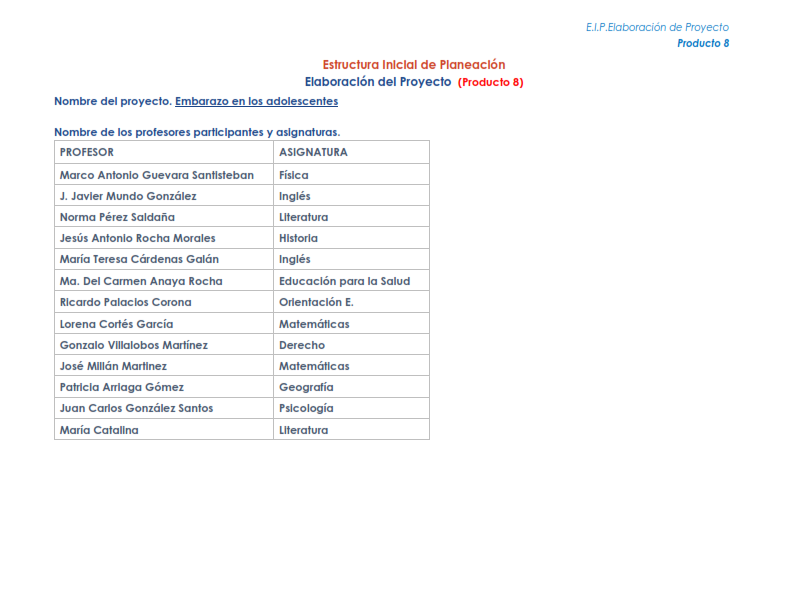 E.I.P.Elaboración de Proyecto
Producto 8
Estructura Inicial de Planeación
Elaboración del Proyecto (Producto 8)
Nombre del proyecto. Embarazo en los adolescentes
Nombre de los profesores participantes y asignaturas.
PROFESOR ASIGNATURA
Marco Antonio Guevara Santisteban Física
J. Javier Mundo González Inglés
Norma Pérez Saldaña Literatura
Jesús Antonio Rocha Morales Historia
María Teresa Cárdenas Galán Inglés
Ma. Del Carmen Anaya Rocha Educación para la Salud
Ricardo Palacios Corona Orientación E.
Lorena Cortés García Matemáticas
Gonzalo Villalobos Martínez Derecho
José Millán Martinez Matemáticas
Patricia Arriaga Gómez Geografía
Juan Carlos González Santos Psicología
María Catalina Literatura